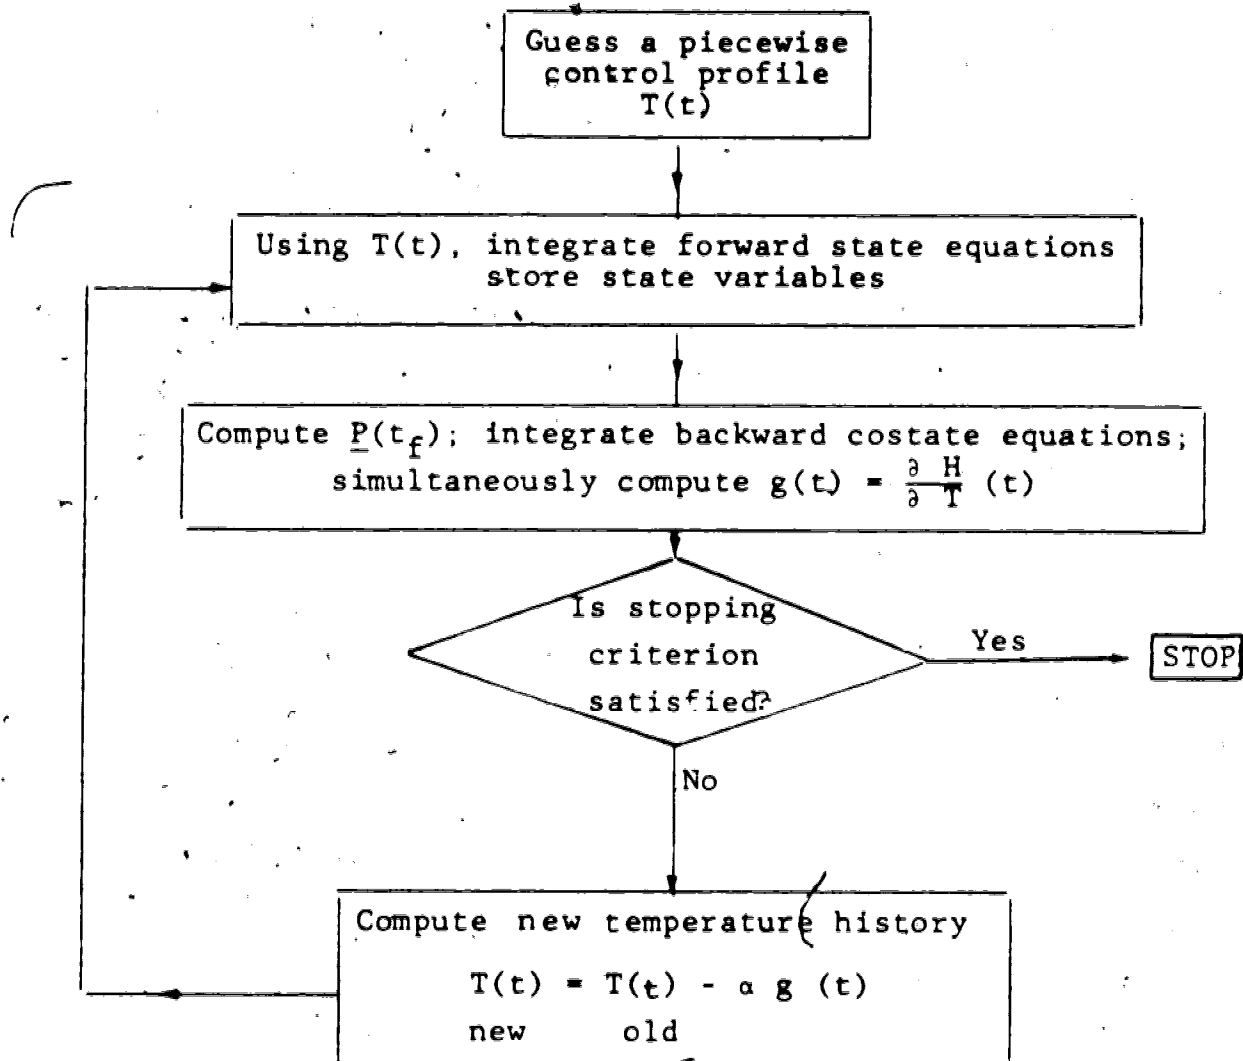 Guess a piecewise
control profile
T(t)
Using T(t), integrate forward state equations
store state variables
Compute P(t_f); integrate backward costate equations;
simultaneously compute g(t) = ∂ H / ∂ T (t)
Is stopping
criterion
satisfied?
Yes
STOP
No
Compute new temperature history
T(t) = T(t) - α g (t)
new old